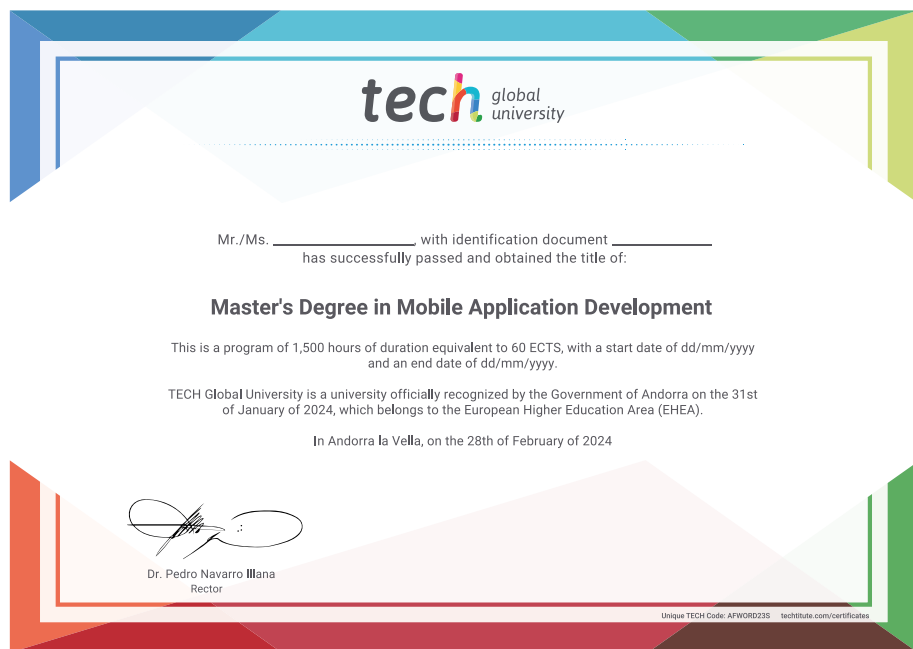 tech global
university
Mr./Ms. ____________, with identification document ____________
has successfully passed and obtained the title of:
Master's Degree in Mobile Application Development
This is a program of 1,500 hours of duration equivalent to 60 ECTS, with a start date of dd/mm/yyyy
and an end date of dd/mm/yyyy.
TECH Global University is a university officially recognized by the Government of Andorra on the 31st
of January of 2024, which belongs to the European Higher Education Area (EHEA).
In Andorra la Vella, on the 28th of February of 2024
Dr. Pedro Navarro Illana
Rector
Unique TECH Code: AFWORD23S techtitute.com/certificates